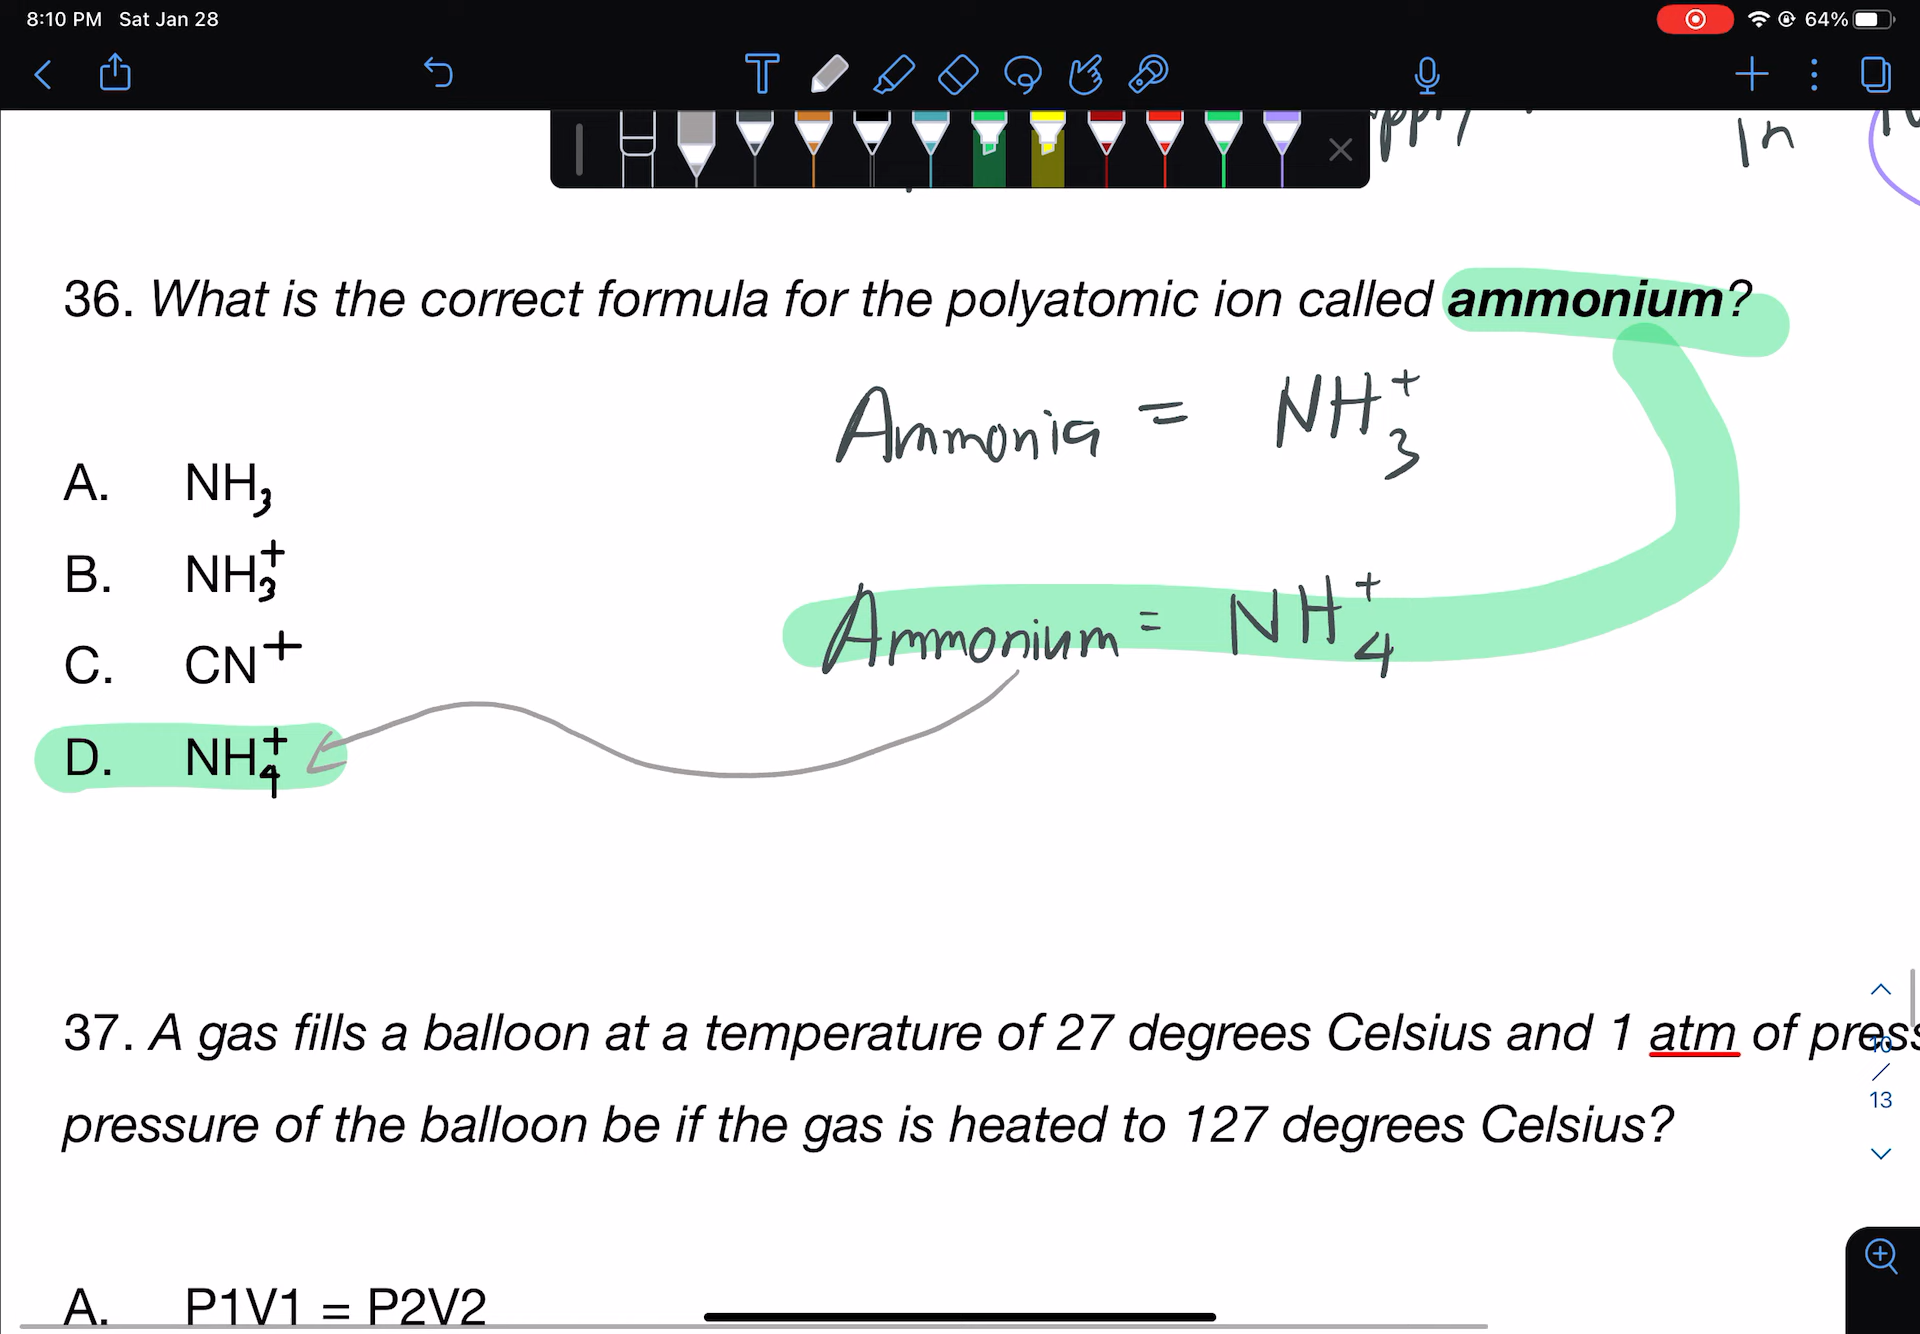 8:10 PM Sat Jan 28
64%
In
36. What is the correct formula for the polyatomic ion called ammonium?
Ammonia = NH₃⁺
A. NH₃
B. NH₃⁺
C. CN⁺
Ammonium = NH₄⁺
D. NH₄⁺
37. A gas fills a balloon at a temperature of 27 degrees Celsius and 1 atm of press
10
/
13
pressure of the balloon be if the gas is heated to 127 degrees Celsius?
A. P1V1 = P2V2